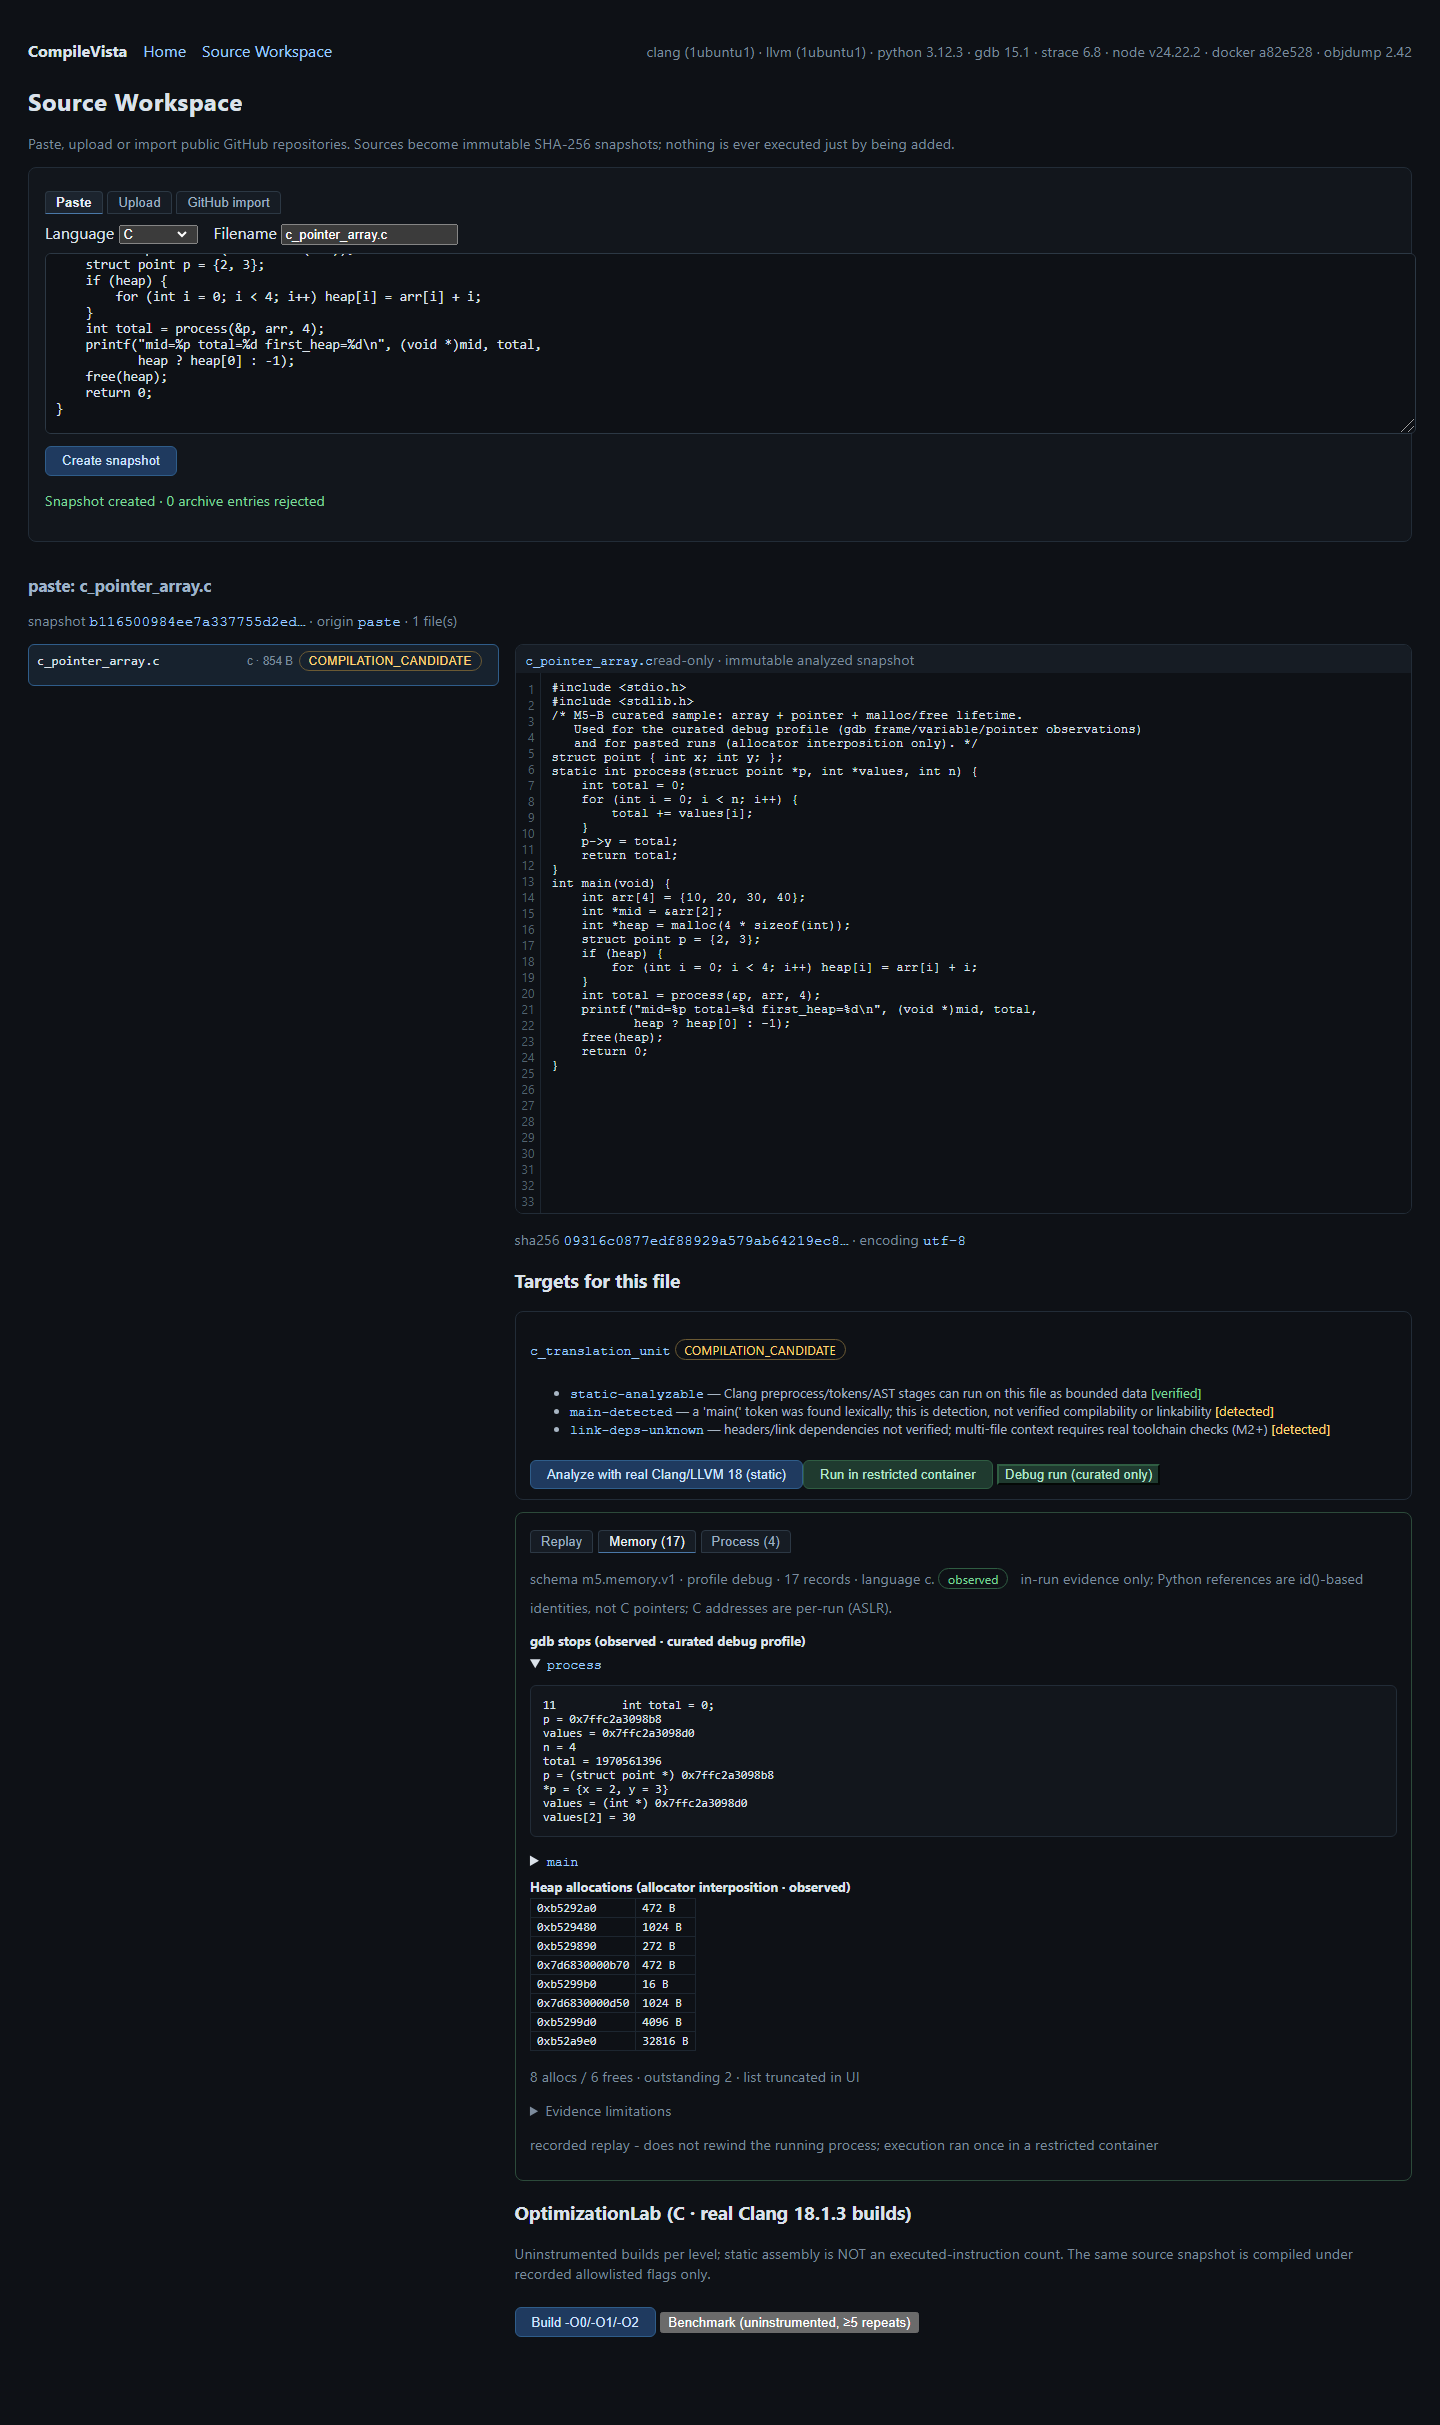 CompileVista Home Source Workspace clang (1ubuntu1) · llvm (1ubuntu1) · python 3.12.3 · gdb 15.1 · strace 6.8 · node v24.22.2 · docker a82e528 · objdump 2.42
Source Workspace
Paste, upload or import public GitHub repositories. Sources become immutable SHA-256 snapshots; nothing is ever executed just by being added.
Paste Upload GitHub import
Language C Filename c_pointer_array.c
    struct point p = {2, 3};
    if (heap) {
        for (int i = 0; i < 4; i++) heap[i] = arr[i] + i;
    }
    int total = process(&p, arr, 4);
    printf("mid=%p total=%d first_heap=%d\n", (void *)mid, total,
           heap ? heap[0] : -1);
    free(heap);
    return 0;
}
Create snapshot
Snapshot created · 0 archive entries rejected
paste: c_pointer_array.c
snapshot b116500984ee7a337755d2ed… · origin paste · 1 file(s)
c_pointer_array.c c · 854 B COMPILATION_CANDIDATE
c_pointer_array.cread-only · immutable analyzed snapshot
1
2
3
4
5
6
7
8
9
10
11
12
13
14
15
16
17
18
19
20
21
22
23
24
25
26
27
28
29
30
31
32
33
#include <stdio.h>
#include <stdlib.h>
/* M5-B curated sample: array + pointer + malloc/free lifetime.
   Used for the curated debug profile (gdb frame/variable/pointer observations)
   and for pasted runs (allocator interposition only). */
struct point { int x; int y; };
static int process(struct point *p, int *values, int n) {
    int total = 0;
    for (int i = 0; i < n; i++) {
        total += values[i];
    }
    p->y = total;
    return total;
}
int main(void) {
    int arr[4] = {10, 20, 30, 40};
    int *mid = &arr[2];
    int *heap = malloc(4 * sizeof(int));
    struct point p = {2, 3};
    if (heap) {
        for (int i = 0; i < 4; i++) heap[i] = arr[i] + i;
    }
    int total = process(&p, arr, 4);
    printf("mid=%p total=%d first_heap=%d\n", (void *)mid, total,
           heap ? heap[0] : -1);
    free(heap);
    return 0;
}
sha256 09316c0877edf88929a579ab64219ec8… · encoding utf-8
Targets for this file
c_translation_unit COMPILATION_CANDIDATE
• static-analyzable — Clang preprocess/tokens/AST stages can run on this file as bounded data [verified]
• main-detected — a 'main(' token was found lexically; this is detection, not verified compilability or linkability [detected]
• link-deps-unknown — headers/link dependencies not verified; multi-file context requires real toolchain checks (M2+) [detected]
Analyze with real Clang/LLVM 18 (static) Run in restricted container Debug run (curated only)
Replay Memory (17) Process (4)
schema m5.memory.v1 · profile debug · 17 records · language c. observed in-run evidence only; Python references are id()-based
identities, not C pointers; C addresses are per-run (ASLR).
gdb stops (observed · curated debug profile)
▼ process
11          int total = 0;
p = 0x7ffc2a3098b8
values = 0x7ffc2a3098d0
n = 4
total = 1970561396
p = (struct point *) 0x7ffc2a3098b8
*p = {x = 2, y = 3}
values = (int *) 0x7ffc2a3098d0
values[2] = 30
▶ main
Heap allocations (allocator interposition · observed)
0xb5292a0 472 B
0xb529480 1024 B
0xb529890 272 B
0x7d6830000b70 472 B
0xb5299b0 16 B
0x7d6830000d50 1024 B
0xb5299d0 4096 B
0xb52a9e0 32816 B
8 allocs / 6 frees · outstanding 2 · list truncated in UI
▶ Evidence limitations
recorded replay - does not rewind the running process; execution ran once in a restricted container
OptimizationLab (C · real Clang 18.1.3 builds)
Uninstrumented builds per level; static assembly is NOT an executed-instruction count. The same source snapshot is compiled under
recorded allowlisted flags only.
Build -O0/-O1/-O2 Benchmark (uninstrumented, ≥5 repeats)